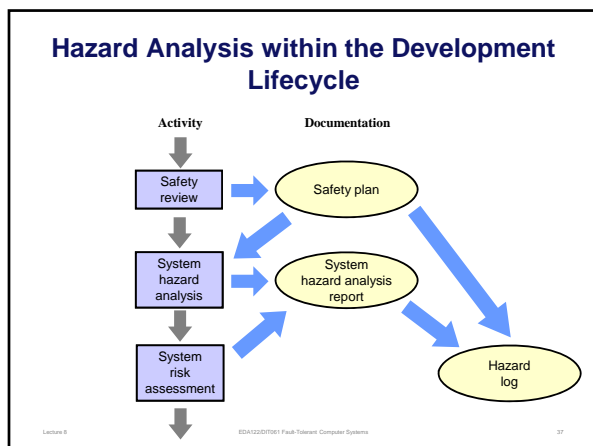 Hazard Analysis within the Development
Lifecycle
Activity
Documentation
Safety
review
Safety plan
System
hazard
analysis
System
hazard analysis
report
System
risk
assessment
Hazard
log
Lecture 8
EDA122/DIT061 Fault-Tolerant Computer Systems
37